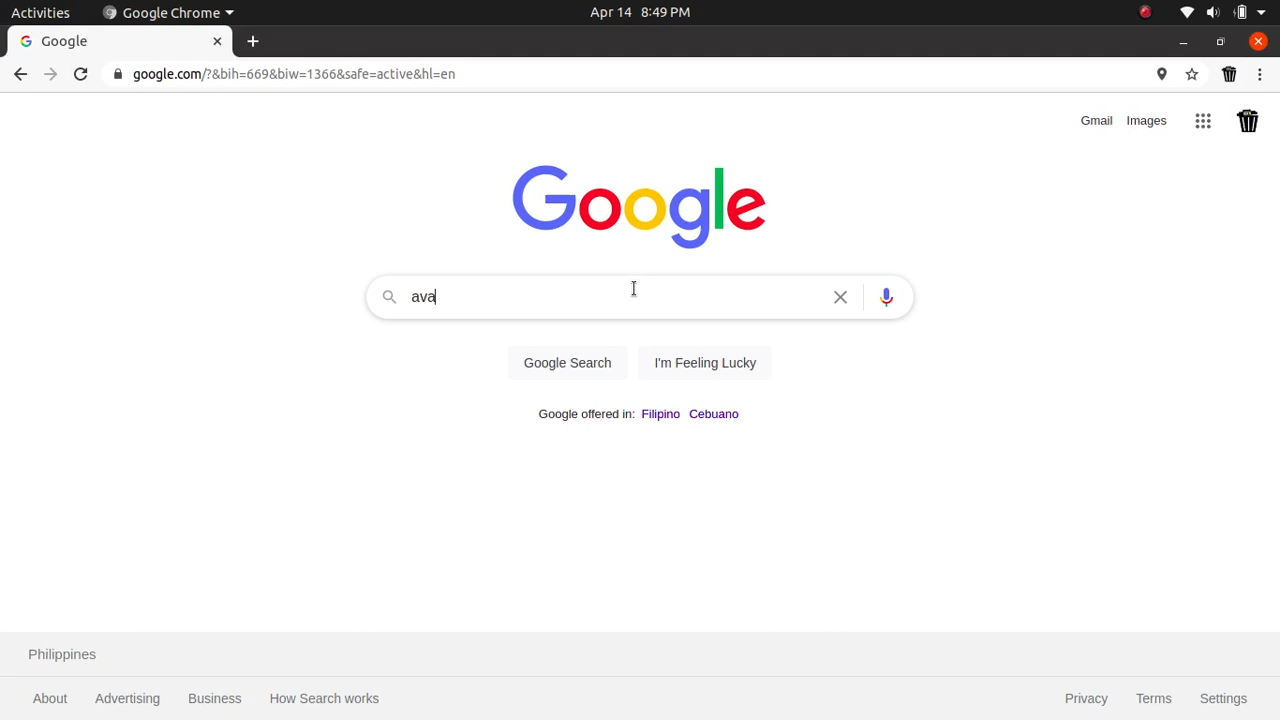 Activities Google Chrome Apr 14 8:49 PM
Google
google.com/?&bih=669&biw=1366&safe=active&hl=en
Gmail Images
Google
ava
Google Search I'm Feeling Lucky
Google offered in: Filipino Cebuano
Philippines
About Advertising Business How Search works Privacy Terms Settings